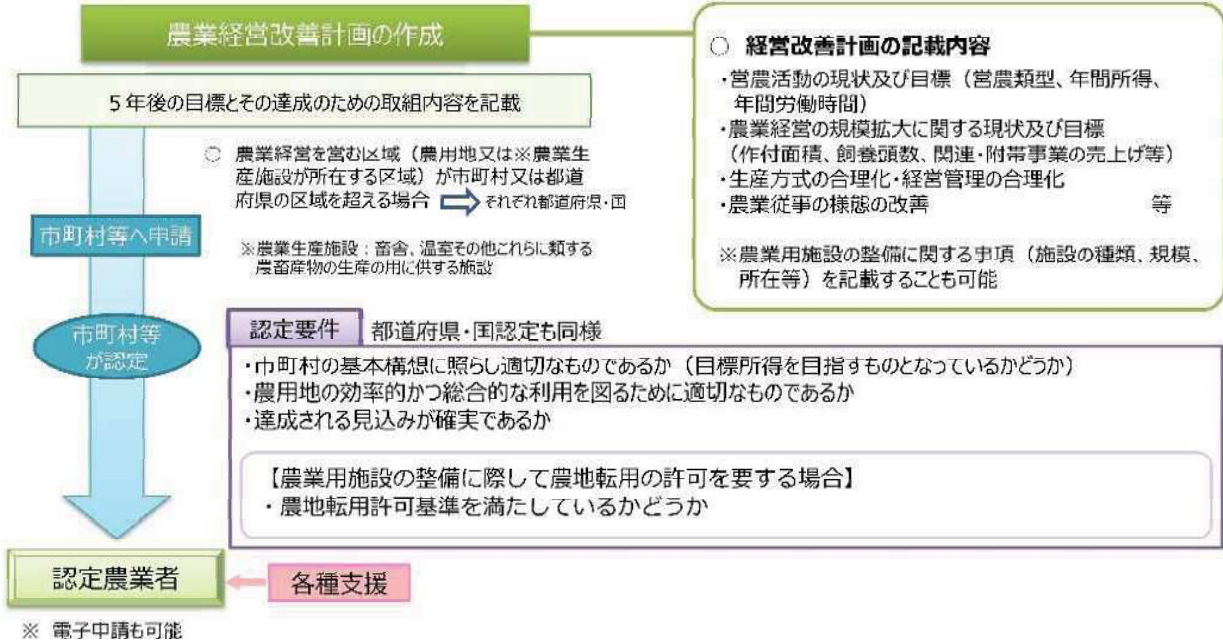 農業経営改善計画の作成
5年後の目標とその達成のための取組内容を記載
○ 経営改善計画の記載内容
・営農活動の現状及び目標（営農類型、年間所得、
年間労働時間）
・農業経営の規模拡大に関する現状及び目標
（作付面積、飼養頭数、関連・附帯事業の売上げ等）
・生産方式の合理化・経営管理の合理化
・農業従事の様態の改善 等
※農業用施設の整備に関する事項（施設の種類、規模、
所在等）を記載することも可能
○ 農業経営を営む区域（農用地又は※農業生
産施設が所在する区域）が市町村又は都道
府県の区域を超える場合 ⇨ それぞれ都道府県・国
※農業生産施設：畜舎、温室その他これらに類する
農畜産物の生産の用に供する施設
市町村等へ申請
市町村等
が認定
認定要件 都道府県・国認定も同様
・市町村の基本構想に照らし適切なものであるか（目標所得を目指すものとなっているかどうか）
・農用地の効率的かつ総合的な利用を図るために適切なものであるか
・達成される見込みが確実であるか
【農業用施設の整備に際して農地転用の許可を要する場合】
・農地転用許可基準を満たしているかどうか
認定農業者
各種支援
※ 電子申請も可能